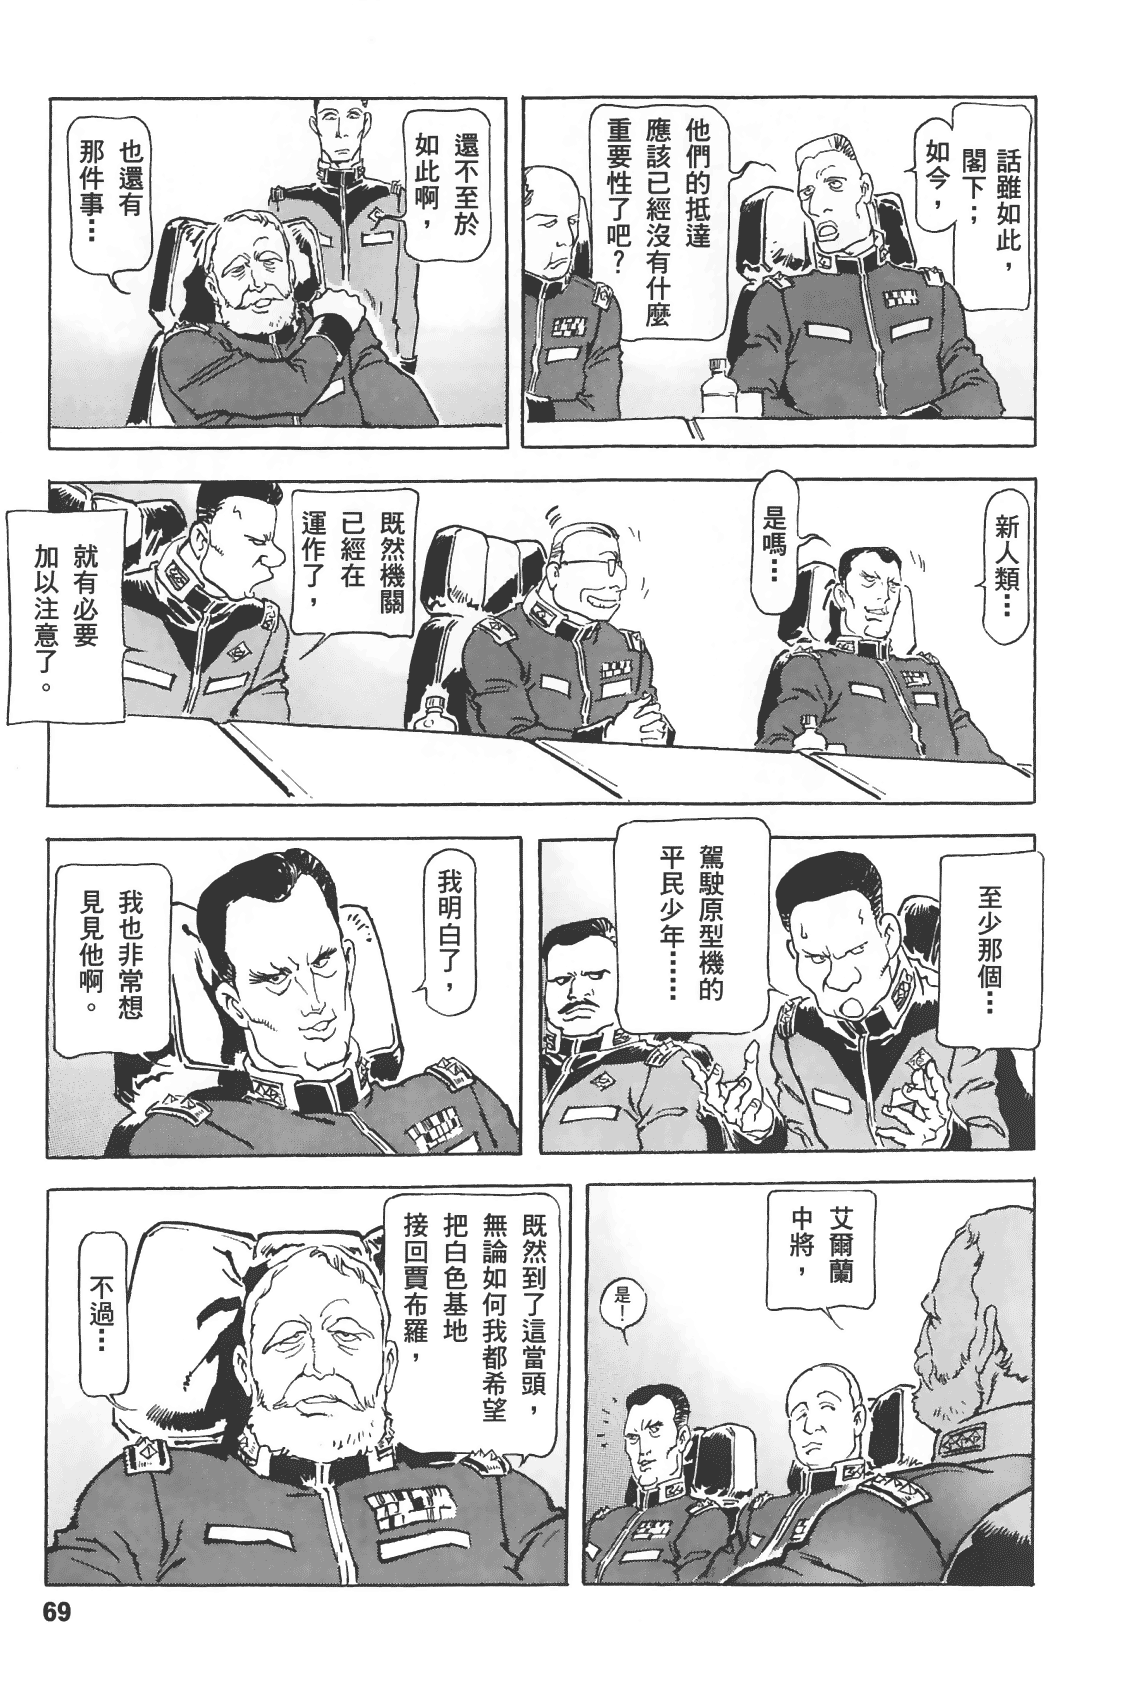 話雖如此，
閣下；
如今，
他們的抵達
應該已經沒有什麼
重要性了吧？
還不至於
如此啊，
也還有
那件事…
新人類…
是嗎…
既然機關
已經在
運作了，
就有必要
加以注意了。
至少那個…
駕駛原型機的
平民少年……
我明白了，
我也非常想
見見他啊。
艾爾蘭
中將，
是！
既然到了這當頭，
無論如何我都希望
把白色基地
接回賈布羅，
不過…
69